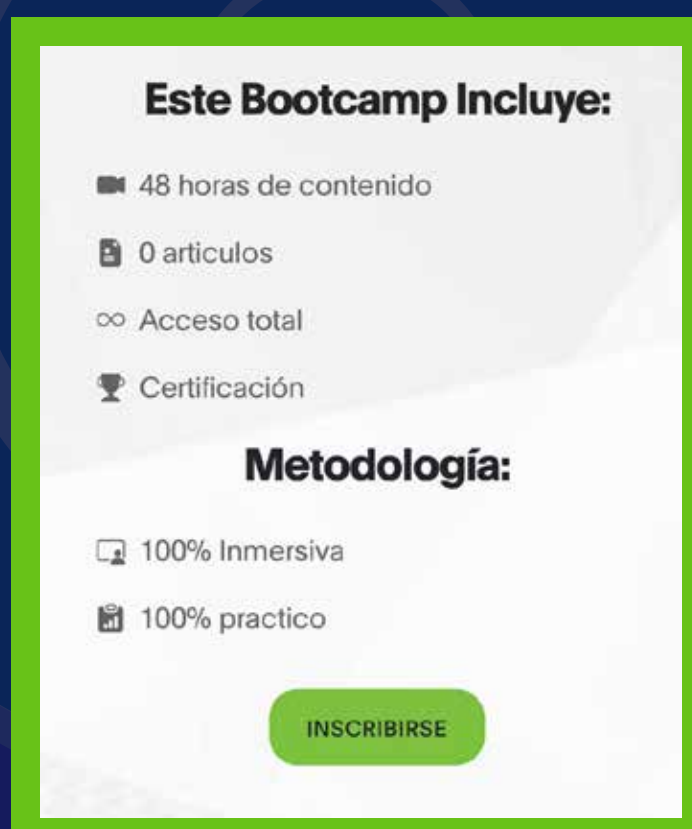 Este Bootcamp Incluye:
48 horas de contenido
0 articulos
Acceso total
Certificación
Metodología:
100% Inmersiva
100% practico
INSCRIBIRSE